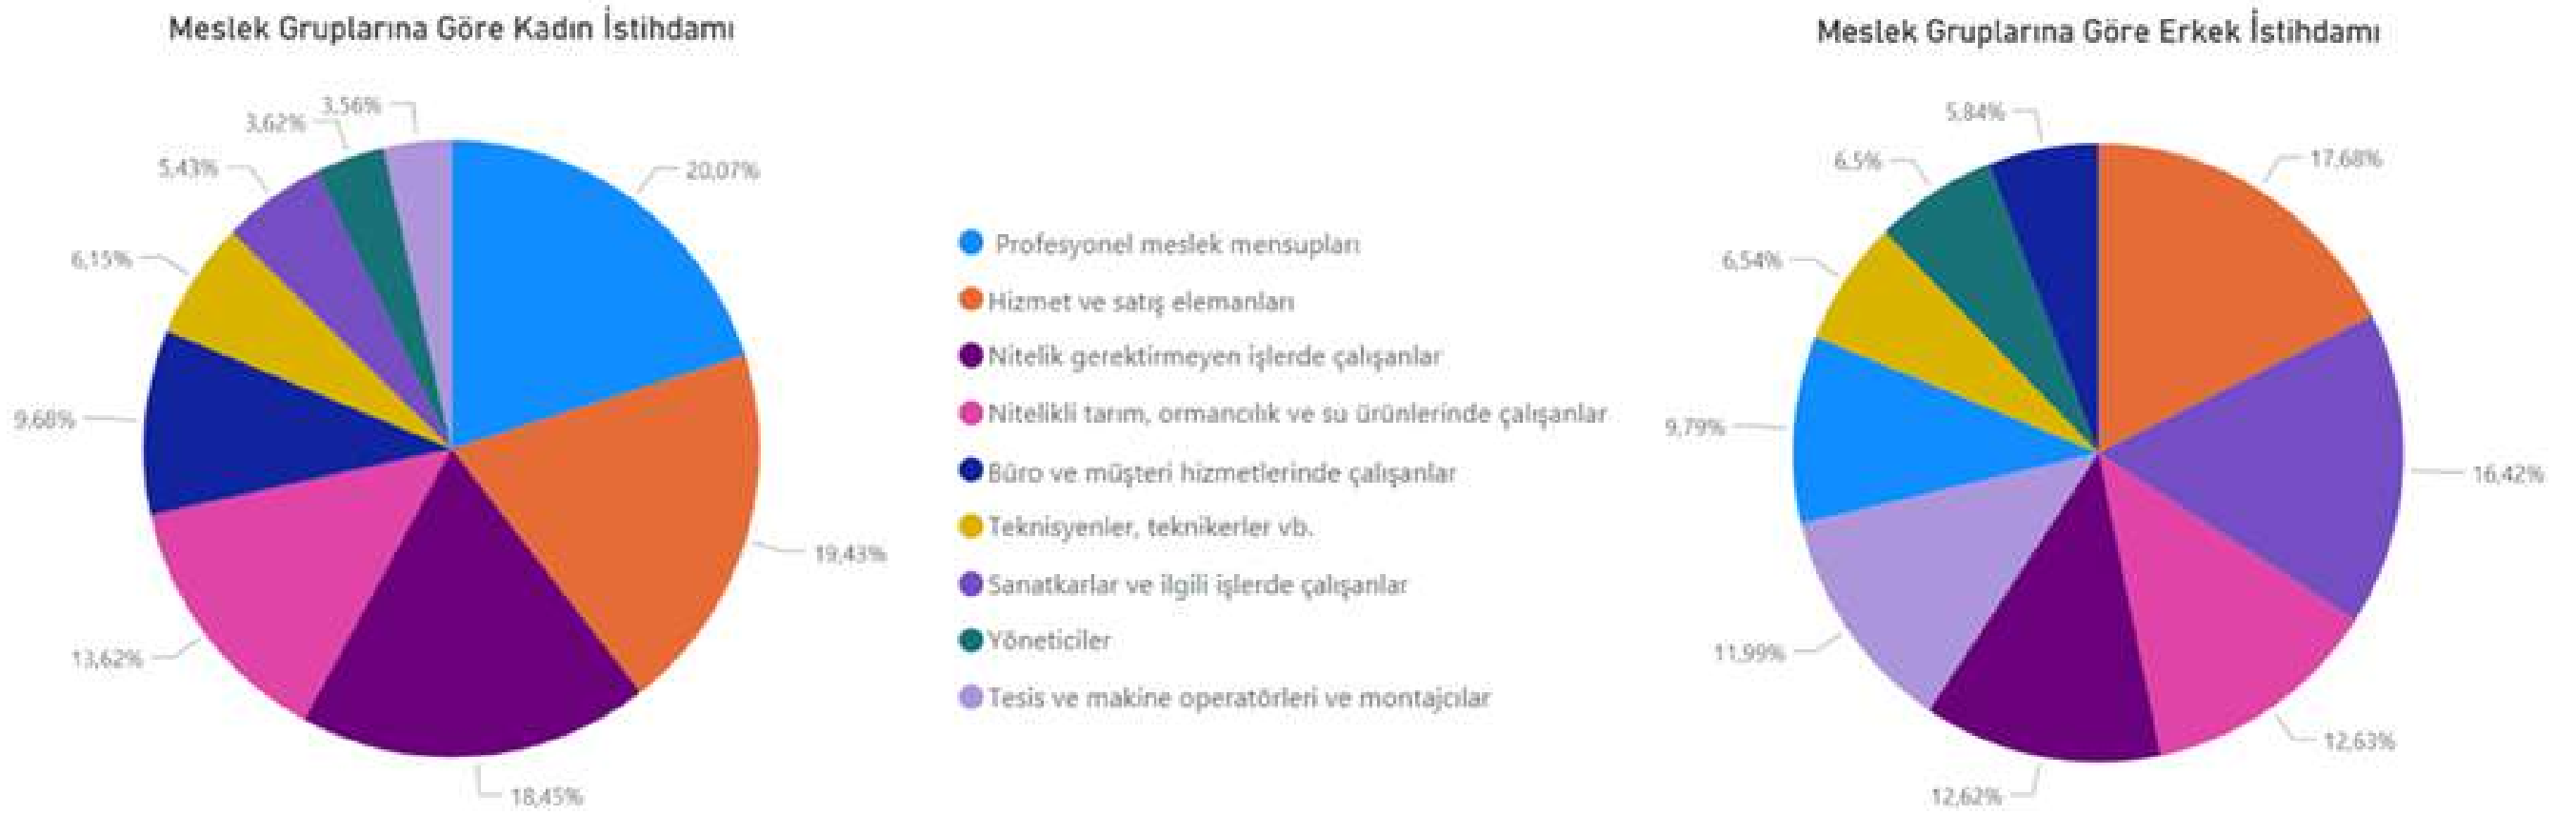 Meslek Gruplarına Göre Kadın İstihdamı
3,56%
3,62%
5,43%
20,07%
6,15%
9,68%
19,43%
13,62%
18,45%
Profesyonel meslek mensupları
Hizmet ve satış elemanları
Nitelik gerektirmeyen işlerde çalışanlar
Nitelikli tarım, ormancılık ve su ürünlerinde çalışanlar
Büro ve müşteri hizmetlerinde çalışanlar
Teknisyenler, teknikerler vb.
Sanatkarlar ve ilgili işlerde çalışanlar
Yöneticiler
Tesis ve makine operatörleri ve montajcılar
Meslek Gruplarına Göre Erkek İstihdamı
5,84%
6,5%
17,68%
6,54%
9,79%
16,42%
11,99%
12,63%
12,62%